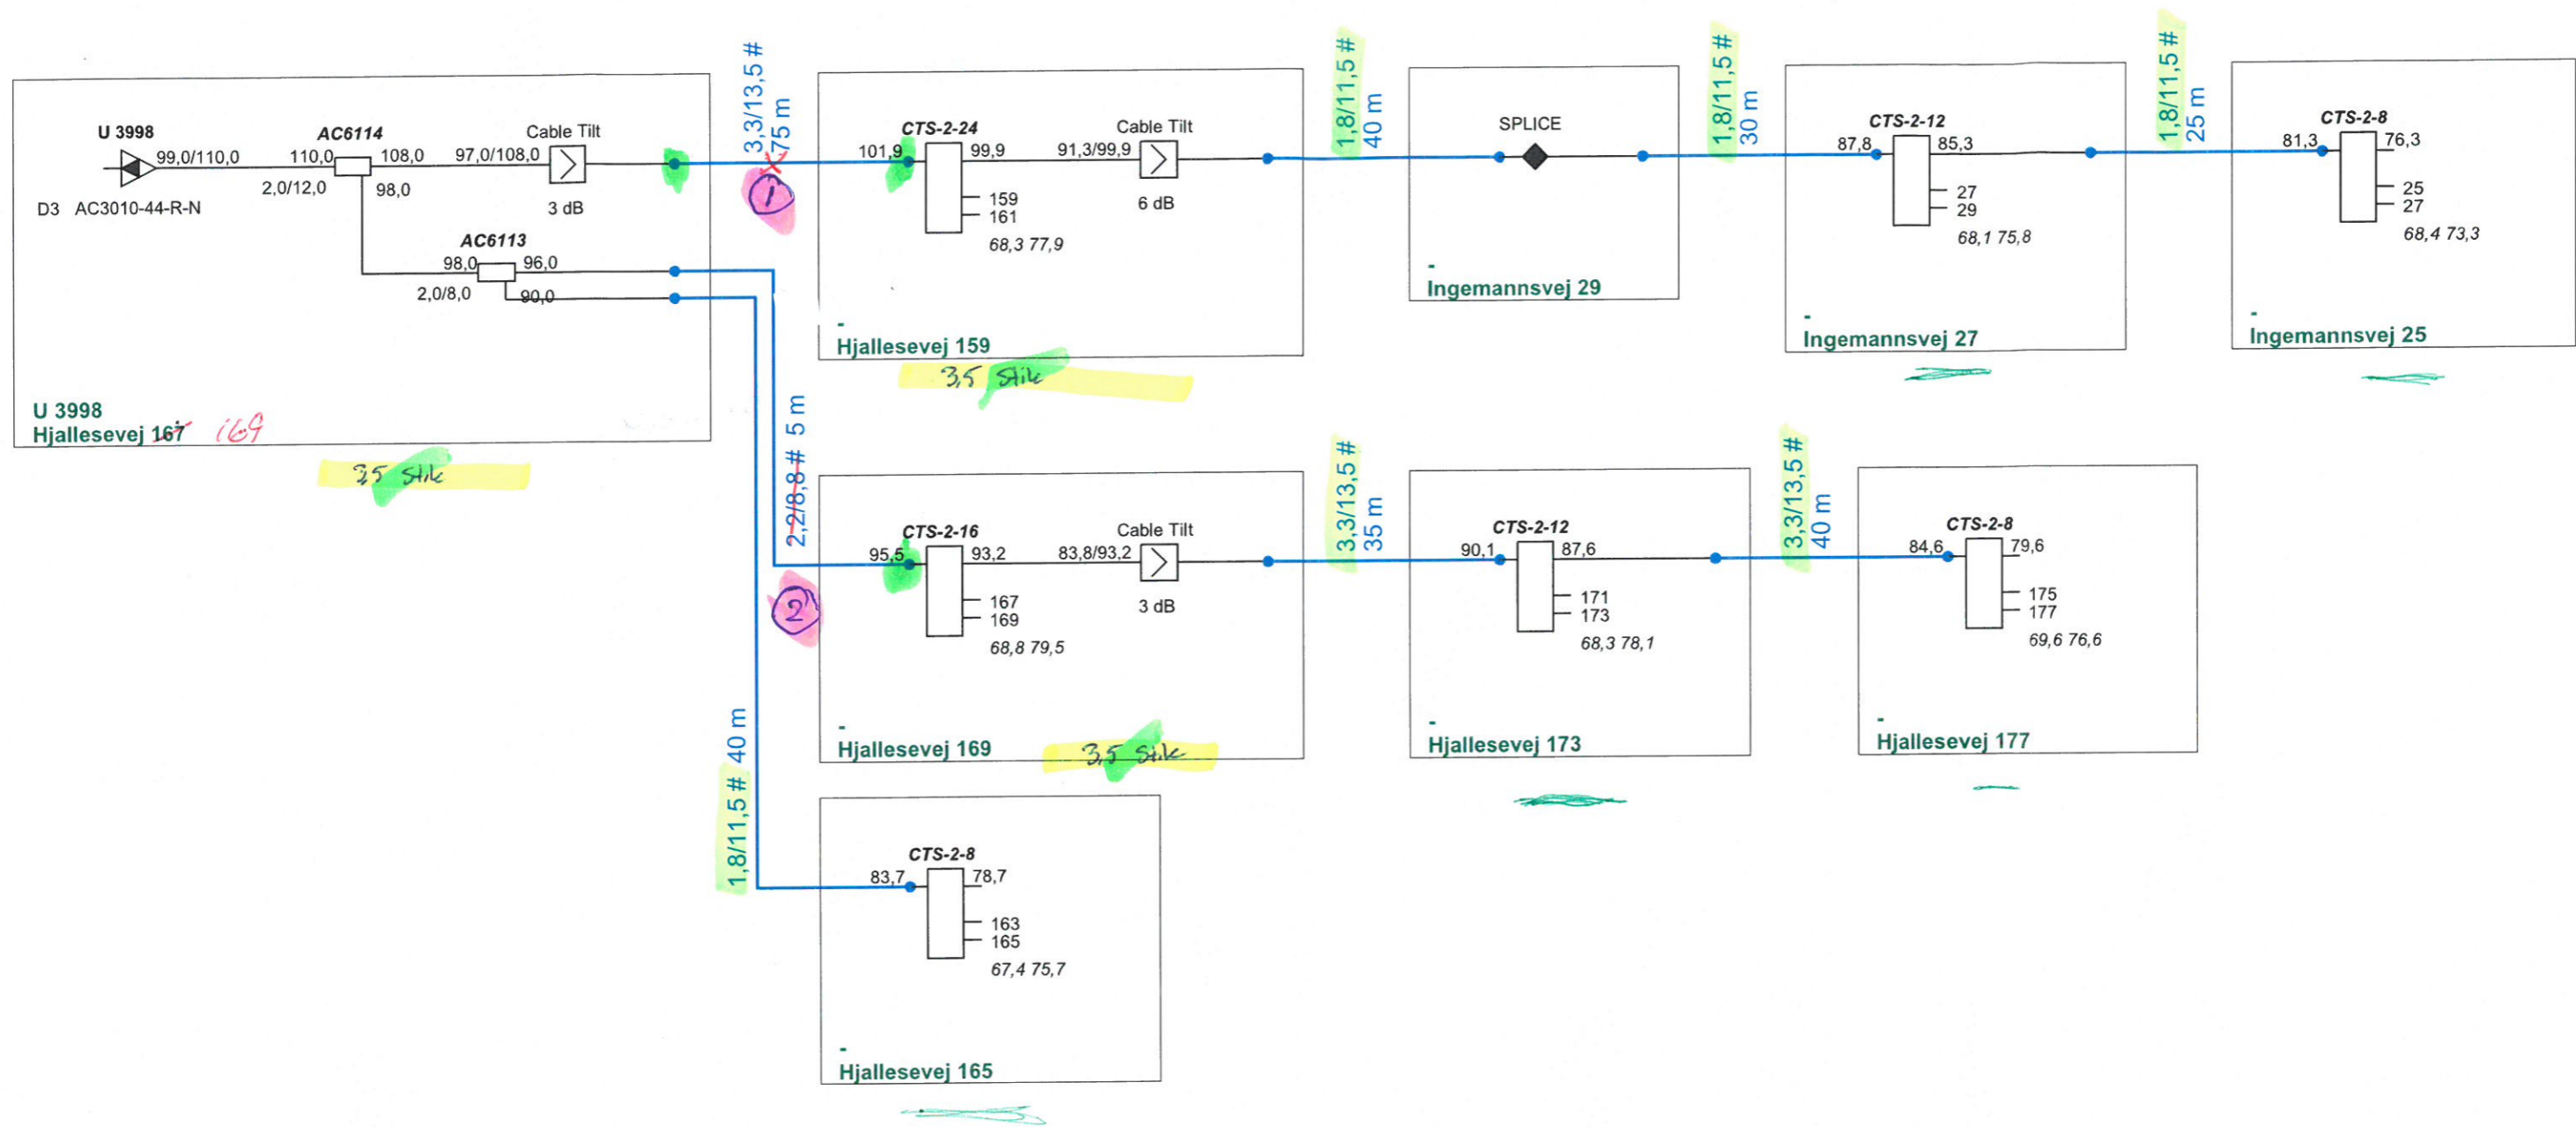 U 3998
99,0/110,0
D3 AC3010-44-R-N
AC6114
110,0
108,0
2,0/12,0
98,0
97,0/108,0
Cable Tilt
3 dB
AC6113
98,0
96,0
2,0/8,0
90,0
U 3998
Hjallesevej 167 169
3,5 Stik
3,3/13,5 #
75 m
1
CTS-2-24
101,9
99,9
159
161
68,3 77,9
91,3/99,9
Cable Tilt
6 dB
-
Hjallesevej 159
3,5 Stik
1,8/11,5 #
40 m
SPLICE
-
Ingemannsvej 29
1,8/11,5 #
30 m
CTS-2-12
87,8
85,3
27
29
68,1 75,8
-
Ingemannsvej 27
1,8/11,5 #
25 m
CTS-2-8
81,3
76,3
25
27
68,4 73,3
-
Ingemannsvej 25
2,2/8,8 # 5 m
2
CTS-2-16
95,5
93,2
167
169
68,8 79,5
83,8/93,2
Cable Tilt
3 dB
-
Hjallesevej 169
3,5 Stik
3,3/13,5 #
35 m
CTS-2-12
90,1
87,6
171
173
68,3 78,1
-
Hjallesevej 173
3,3/13,5 #
40 m
CTS-2-8
84,6
79,6
175
177
69,6 76,6
-
Hjallesevej 177
1,8/11,5 # 40 m
CTS-2-8
83,7
78,7
163
165
67,4 75,7
-
Hjallesevej 165